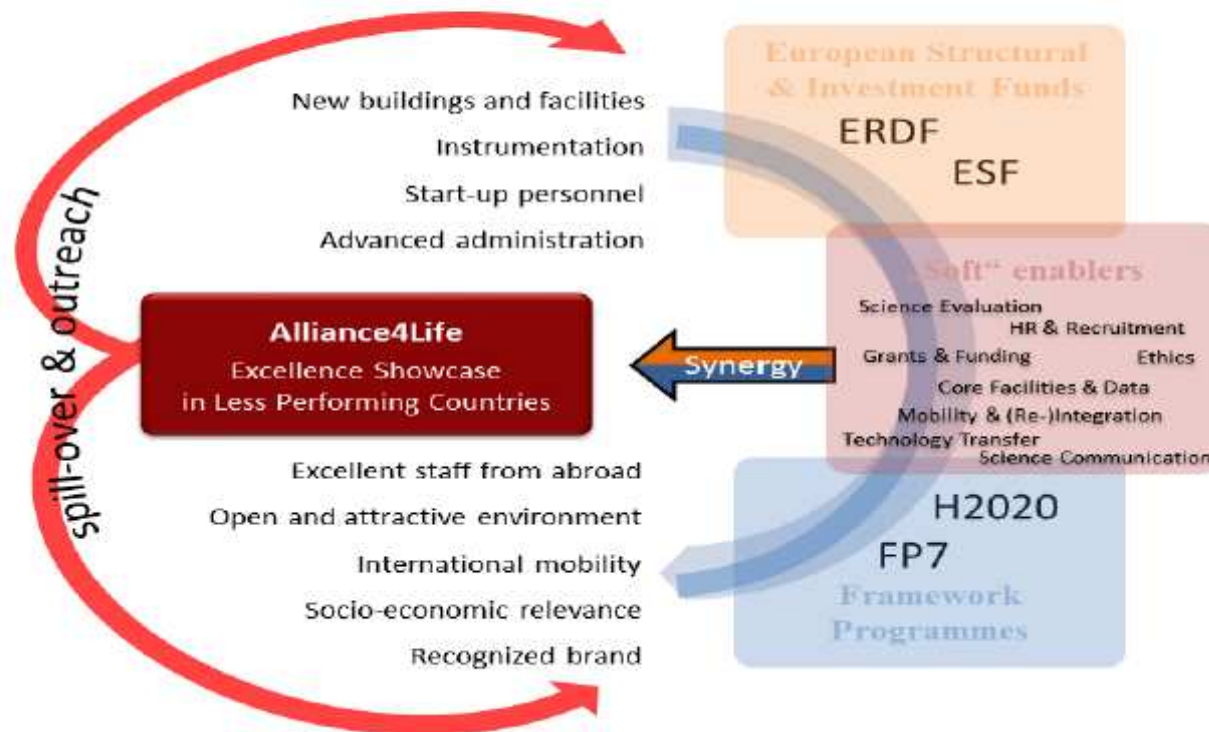 New buildings and facilities
Instrumentation
Start-up personnel
Advanced administration
spill-over & outreach
Alliance4Life
Excellence Showcase
in Less Performing Countries
Excellent staff from abroad
Open and attractive environment
International mobility
Socio-economic relevance
Recognized brand
Synergy
European Structural
& Investment Funds
ERDF
ESF
Soft“ enablers
Science Evaluation
HR & Recruitment
Grants & Funding
Ethics
Core Facilities & Data
Mobility & (Re-)Integration
Technology Transfer
Science Communication
H2020
FP7
Framework
Programmes